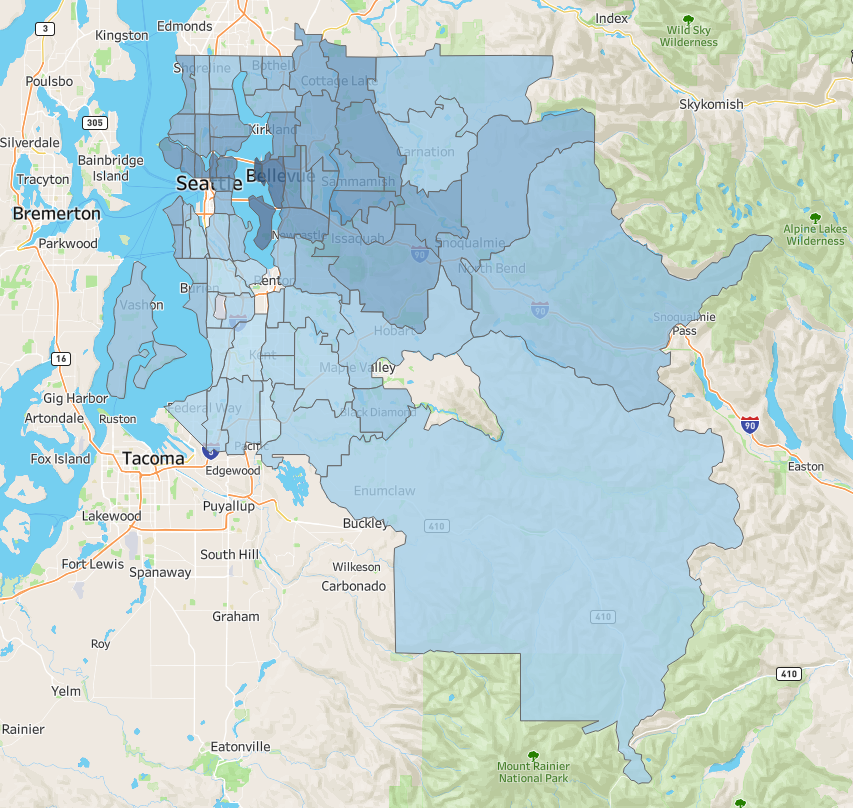 Index
Edmonds
3
Kingston
Wild Sky
Wilderness
Shoreline
Bothell
Poulsbo
Cottage Lake
Skykomish
305
Kirkland
Silverdale
Carnation
Bainbridge
Island
Tracyton
Seattle
Bellevue
Sammamish
Bremerton
Alpine Lakes
Wilderness
Parkwood
Newcastle
Issaquah
Snoqualmie
90
North Bend
Burien
Renton
Vashon
90
Snoqualmie
Pass
Hobart
16
Kent
Maple Valley
Gig Harbor
Federal Way
Black Diamond
Artondale
Ruston
90
Pacific
5
Fox Island
Tacoma
Edgewood
Easton
Enumclaw
Puyallup
Lakewood
Buckley
410
South Hill
Fort Lewis
Spanaway
Wilkeson
Carbonado
Graham
410
Roy
410
Yelm
Rainier
Eatonville
Mount Rainier
National Park